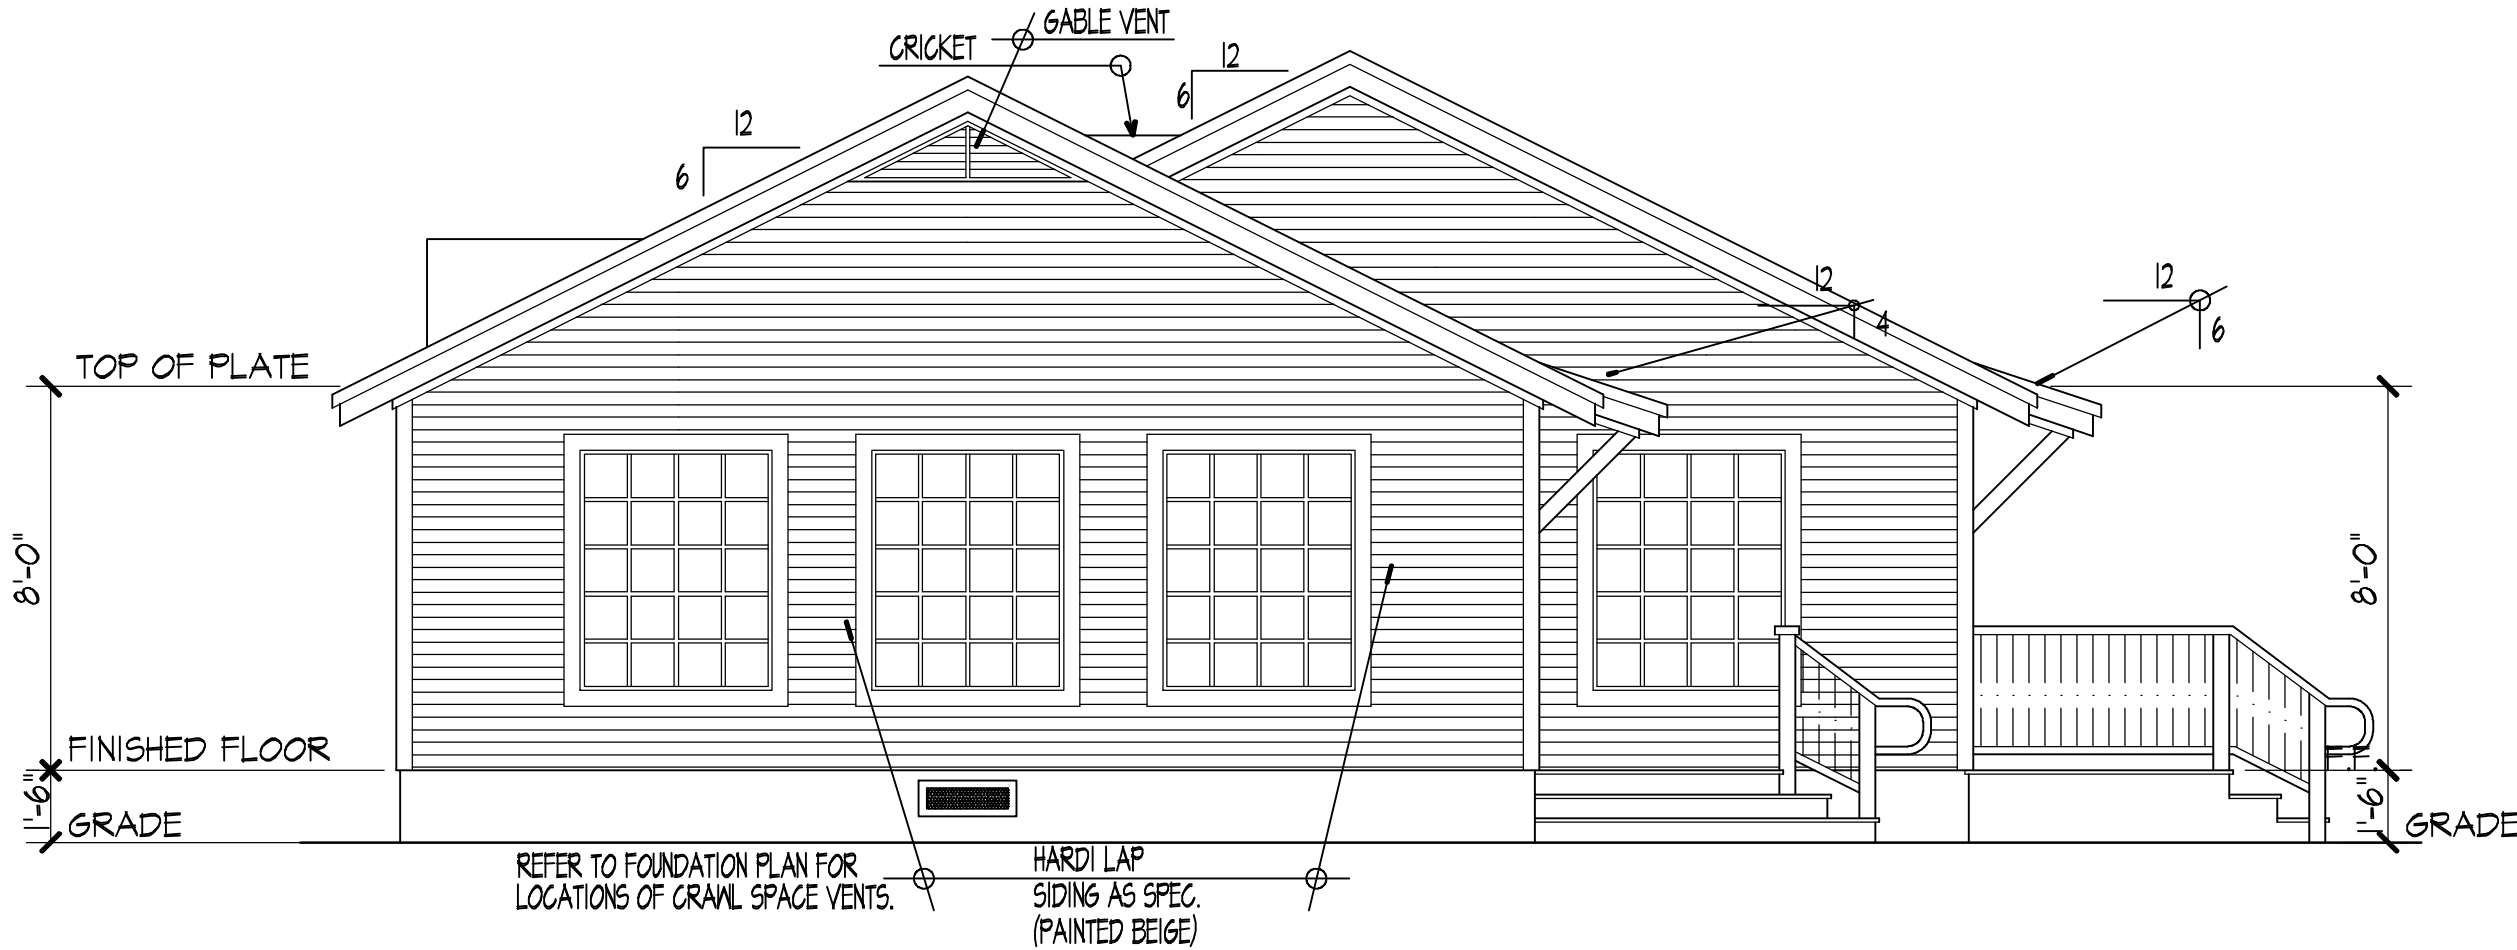 GABLE VENT
CRICKET
12
6
12
6
12
4
12
6
TOP OF PLATE
8'-0"
8'-0"
FINISHED FLOOR
F.F.
1'-6"
1'-6"
GRADE
GRADE
REFER TO FOUNDATION PLAN FOR
LOCATIONS OF CRAWL SPACE VENTS.
HARDI LAP
SIDING AS SPEC.
(PAINTED BEIGE)